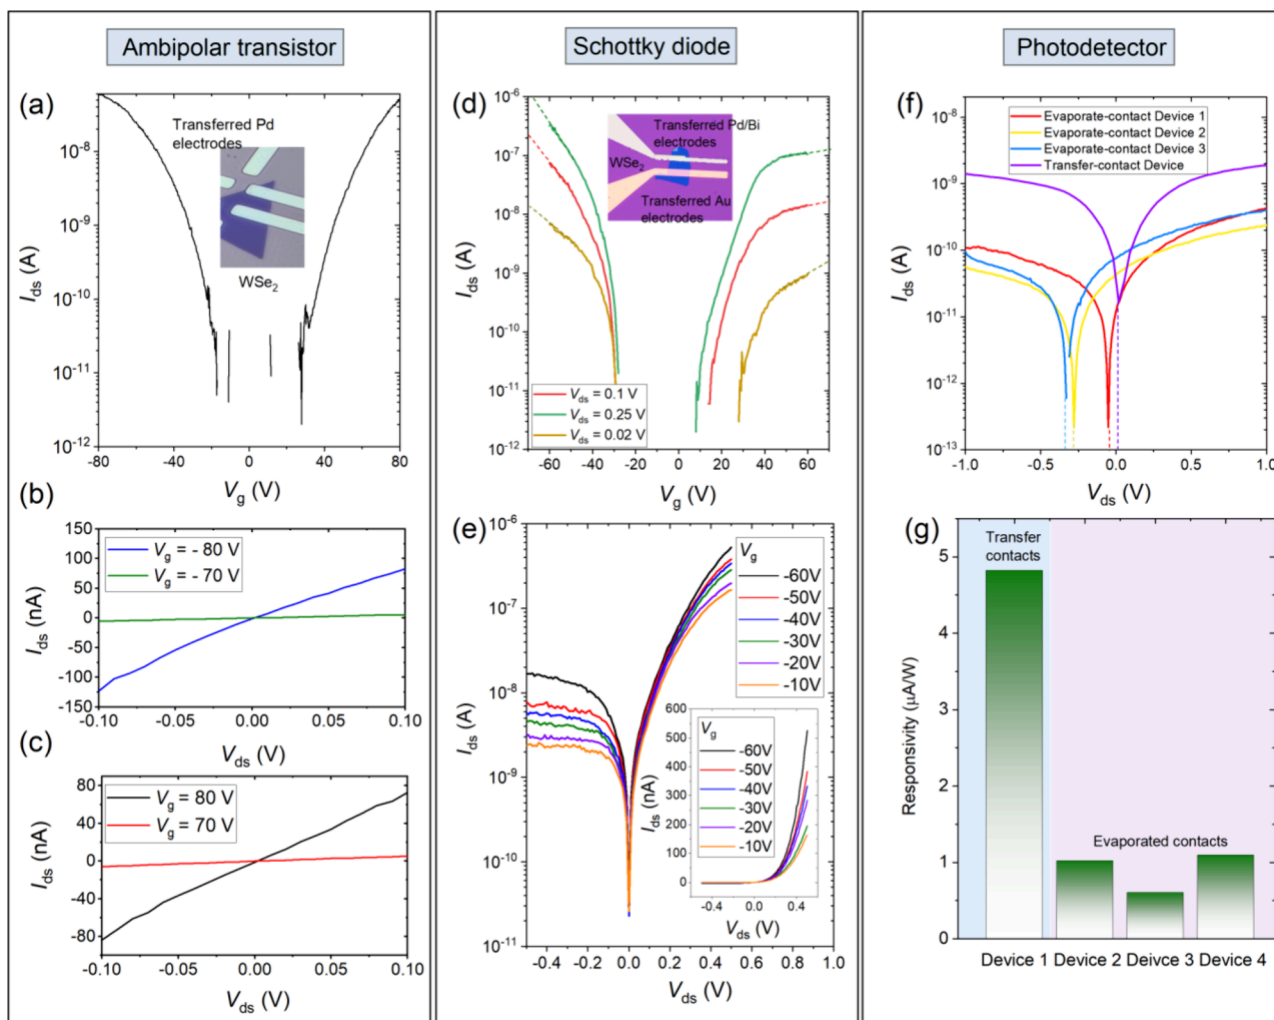 Ambipolar transistor
(a)
Transferred Pd
electrodes
WSe2
10-8
10-9
10-10
10-11
10-12
-80
-40
0
40
80
Ids (A)
Vg (V)
(b)
Vg = - 80 V
Vg = - 70 V
150
100
50
0
-50
-100
-150
-0.10
-0.05
0.00
0.05
0.10
Ids (nA)
Vds (V)
(c)
Vg = 80 V
Vg = 70 V
80
40
0
-40
-80
-0.10
-0.05
0.00
0.05
0.10
Ids (nA)
Vds (V)
Schottky diode
(d)
Transferred Pd/Bi
electrodes
WSe2
Transferred Au
electrodes
Vds = 0.1 V
Vds = 0.25 V
Vds = 0.02 V
10-6
10-7
10-8
10-9
10-10
10-11
10-12
-60
-40
-20
0
20
40
60
Ids (A)
Vg (V)
(e)
Vg
-60V
-50V
-40V
-30V
-20V
-10V
10-6
10-7
10-8
10-9
10-10
10-11
-0.4
-0.2
0.0
0.2
0.4
0.6
0.8
1.0
Ids (A)
Vds (V)
600
500
400
300
200
100
0
Vg
-60V
-50V
-40V
-30V
-20V
-10V
-0.4
0.0
0.4
Ids (nA)
Vds (V)
Photodetector
(f)
Evaporate-contact Device 1
Evaporate-contact Device 2
Evaporate-contact Device 3
Transfer-contact Device
10-8
10-9
10-10
10-11
10-12
10-13
-1.0
-0.5
0.0
0.5
1.0
Ids (A)
Vds (V)
(g)
Transfer
contacts
Evaporated contacts
5
4
3
2
1
0
Responsivity (μA/W)
Device 1 Device 2 Deivce 3 Device 4